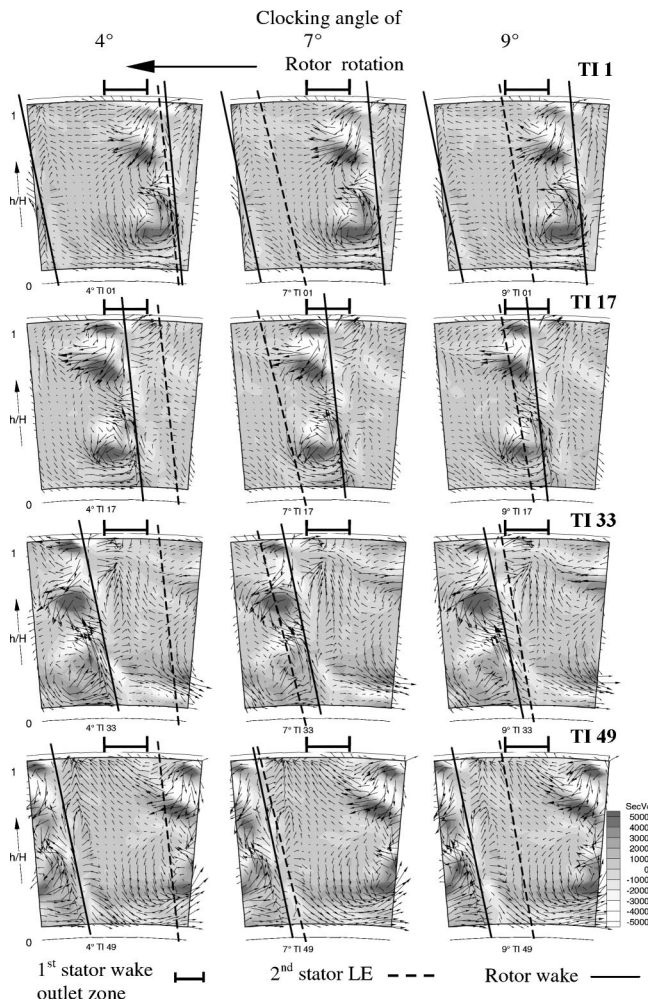 Clocking angle of
4° 7° 9°
Rotor rotation
TI 1
1
h/H
0
4° TI 01 7° TI 01 9° TI 01
TI 17
1
h/H
0
4° TI 17 7° TI 17 9° TI 17
TI 33
1
h/H
0
4° TI 33 7° TI 33 9° TI 33
TI 49
1
h/H
0
4° TI 49 7° TI 49 9° TI 49
5000
4000
3000
2000
1000
0
-1000
-2000
-3000
-4000
-5000
1st stator wake outlet zone
2nd stator LE
Rotor wake